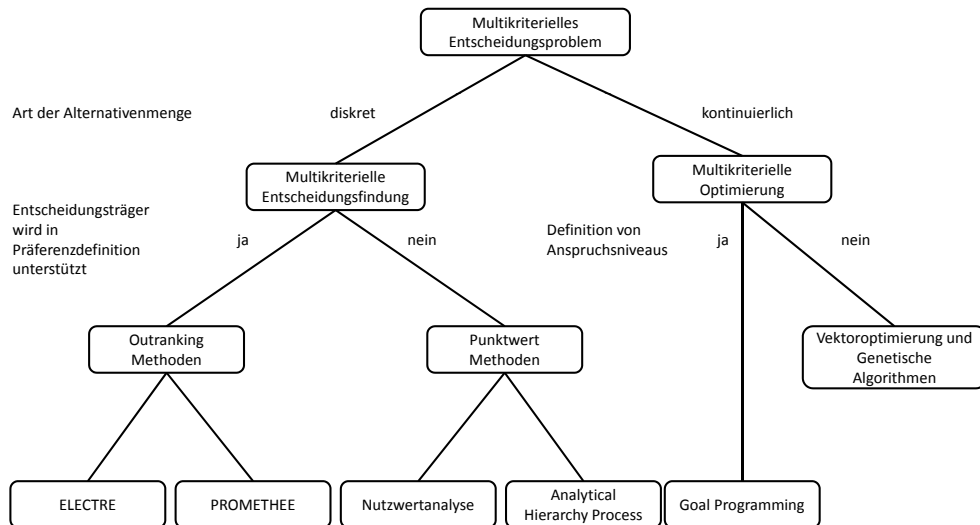 Multikriterielles
Entscheidungsproblem
Art der Alternativenmenge
diskret
kontinuierlich
Multikriterielle
Entscheidungsfindung
Multikriterielle
Optimierung
Entscheidungsträger
wird in
Präferenzdefinition
unterstützt
ja
nein
Definition von
Anspruchsniveaus
ja
nein
Outranking
Methoden
Punktwert
Methoden
Vektoroptimierung und
Genetische
Algorithmen
ELECTRE
PROMETHEE
Nutzwertanalyse
Analytical
Hierarchy Process
Goal Programming